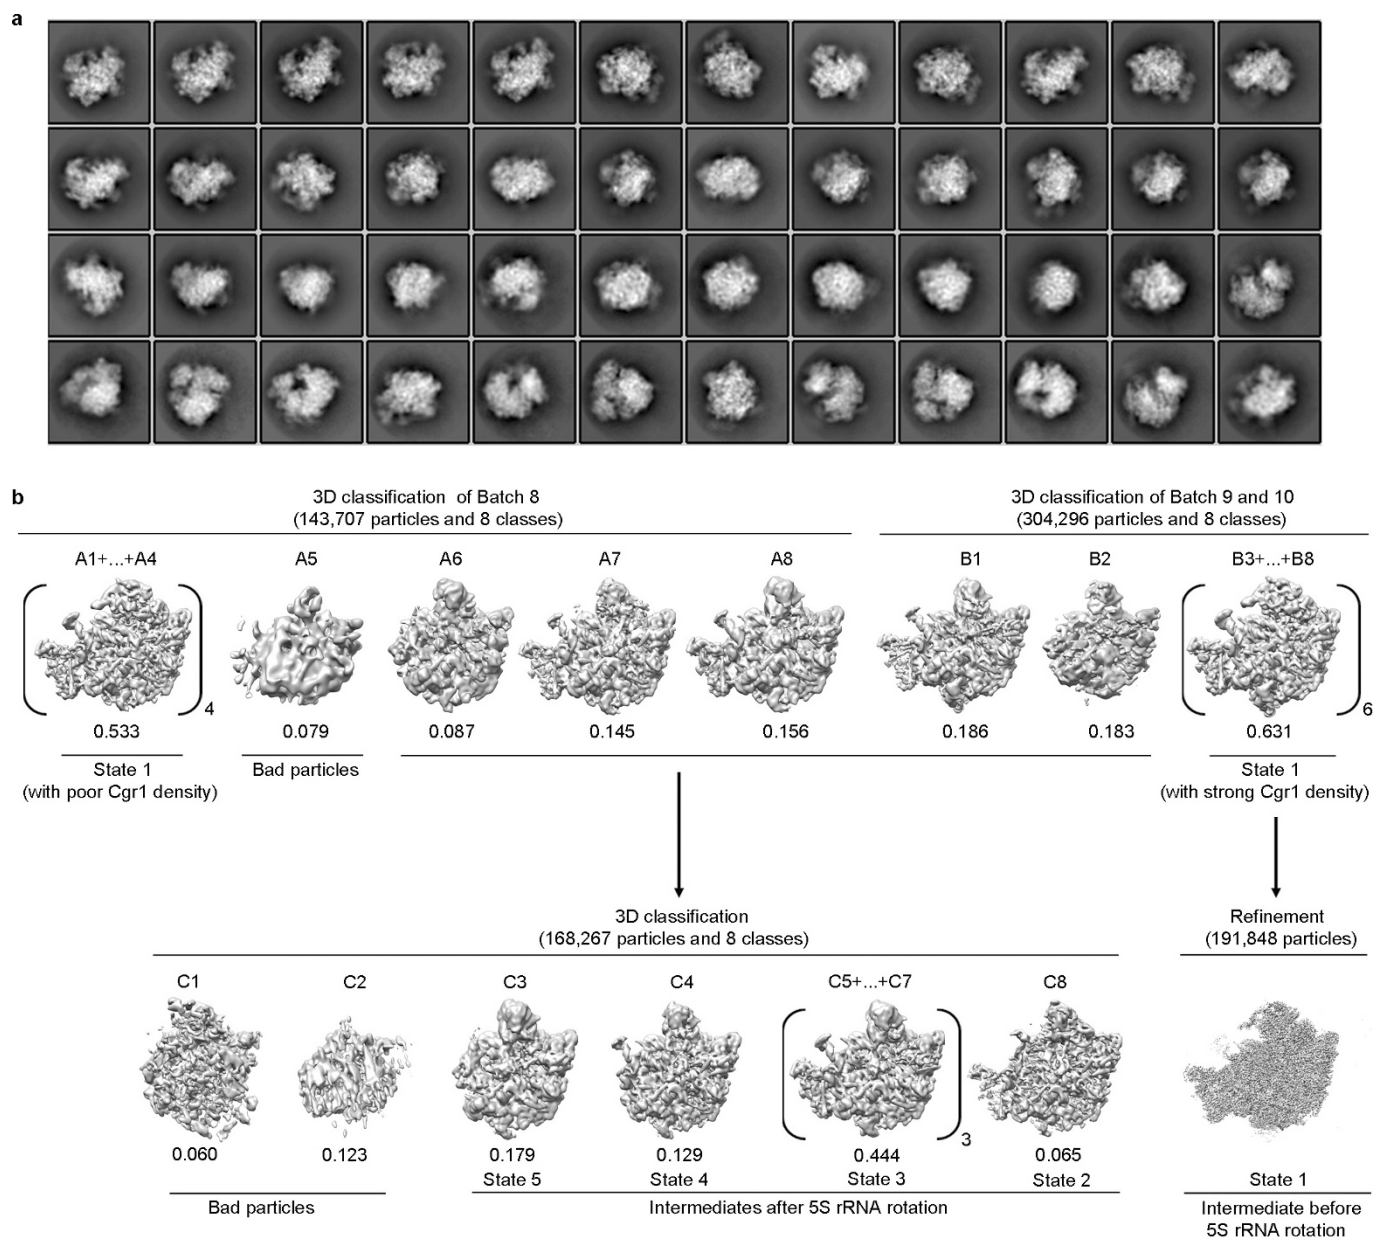 a
b
3D classification of Batch 8
(143,707 particles and 8 classes)
3D classification of Batch 9 and 10
(304,296 particles and 8 classes)
A1+...+A4
A5
A6
A7
A8
B1
B2
B3+...+B8
4
6
0.533
0.079
0.087
0.145
0.156
0.186
0.183
0.631
State 1
(with poor Cgr1 density)
Bad particles
State 1
(with strong Cgr1 density)
3D classification
(168,267 particles and 8 classes)
Refinement
(191,848 particles)
C1
C2
C3
C4
C5+...+C7
C8
3
0.060
0.123
0.179
0.129
0.444
0.065
State 5
State 4
State 3
State 2
State 1
Bad particles
Intermediates after 5S rRNA rotation
Intermediate before
5S rRNA rotation